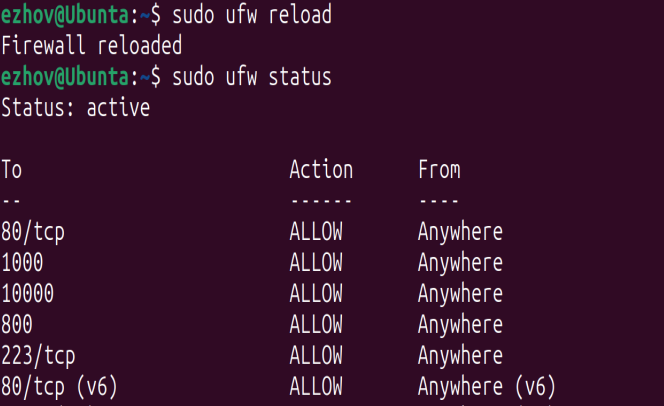 ezhov@Ubunta:~$ sudo ufw reload
Firewall reloaded
ezhov@Ubunta:~$ sudo ufw status
Status: active
To                         Action      From
--                         ------      ----
80/tcp                     ALLOW       Anywhere
1000                       ALLOW       Anywhere
10000                      ALLOW       Anywhere
800                        ALLOW       Anywhere
223/tcp                    ALLOW       Anywhere
80/tcp (v6)                ALLOW       Anywhere (v6)